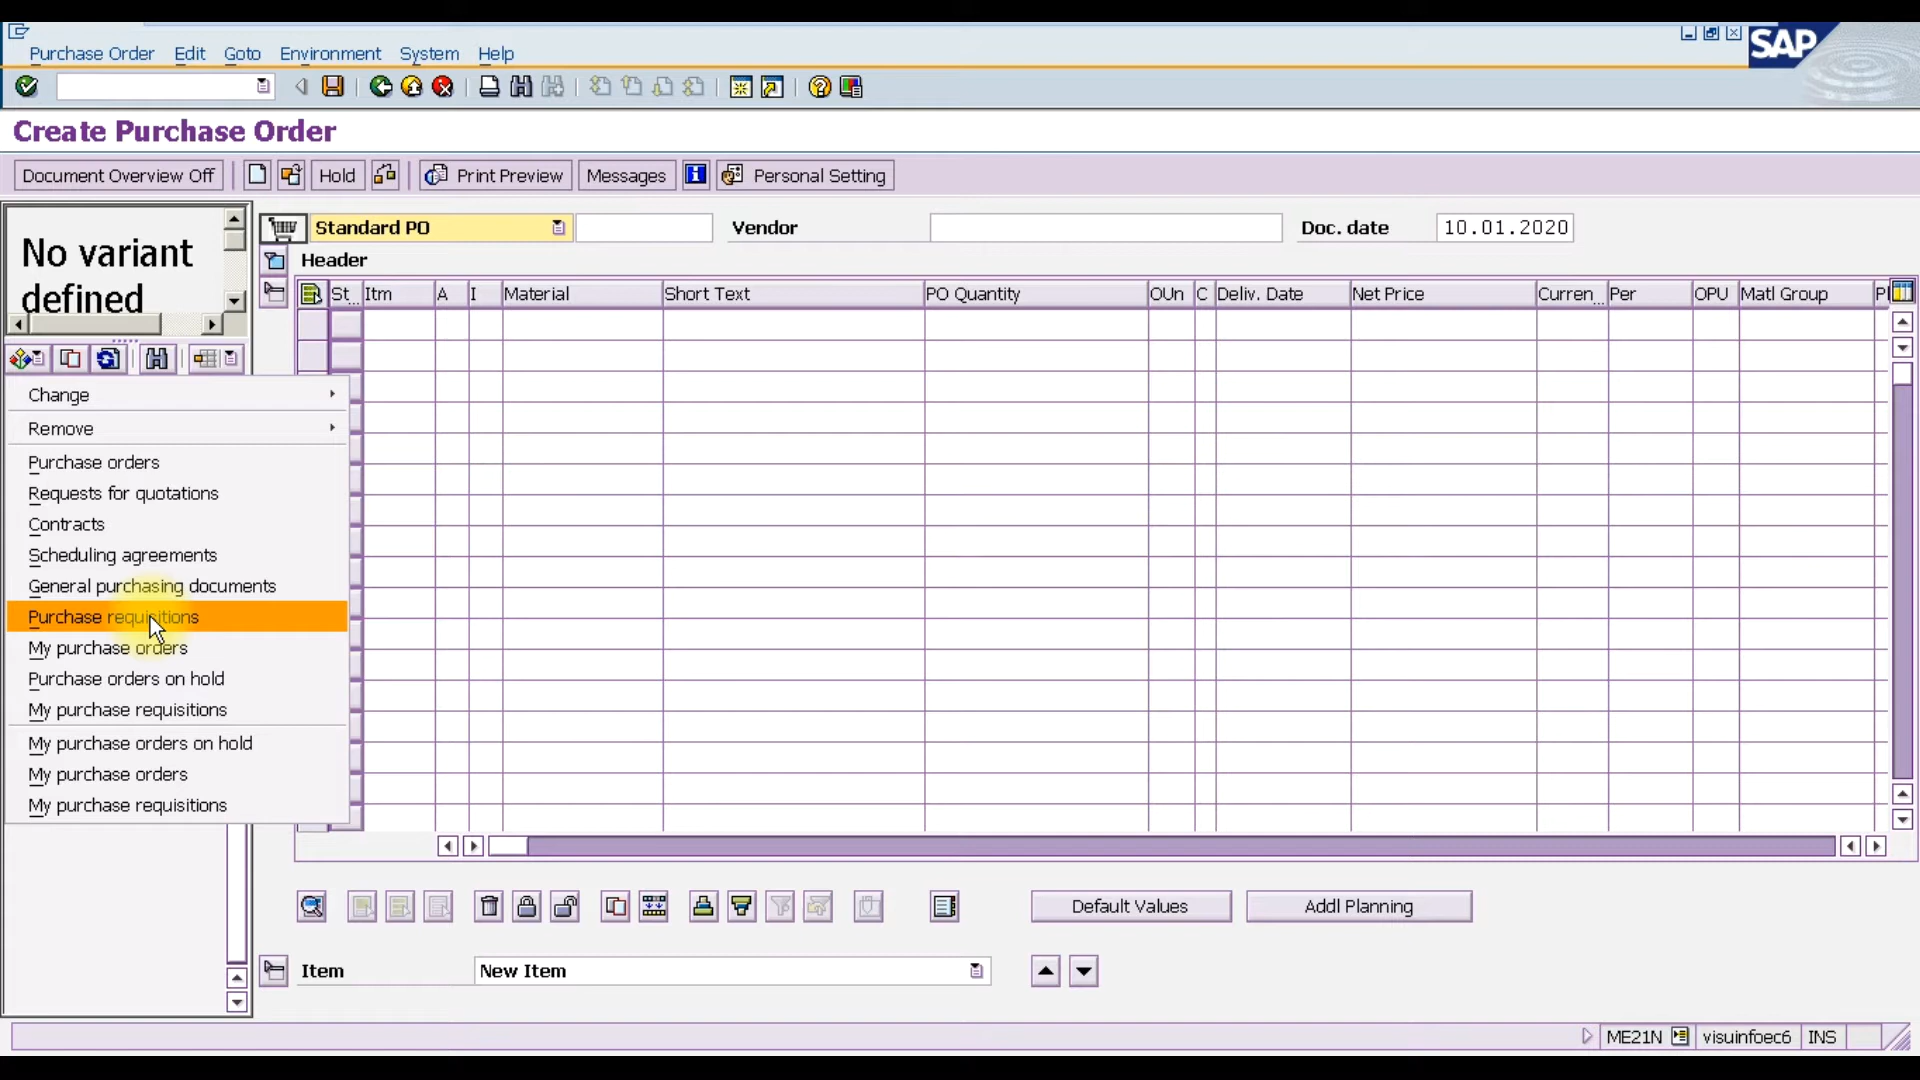 Purchase Order Edit Goto Environment System Help
SAP
Create Purchase Order
Document Overview Off Hold Print Preview Messages Personal Setting
No variant
defined
Standard PO Vendor Doc. date 10.01.2020
Header
St... Itm A I Material Short Text PO Quantity OUn C Deliv. Date Net Price Curren... Per OPU Matl Group Pl
Change
Remove
Purchase orders
Requests for quotations
Contracts
Scheduling agreements
General purchasing documents
Purchase requisitions
My purchase orders
Purchase orders on hold
My purchase requisitions
My purchase orders on hold
My purchase orders
My purchase requisitions
Default Values Addl Planning
Item New Item
ME21N visuinfoec6 INS